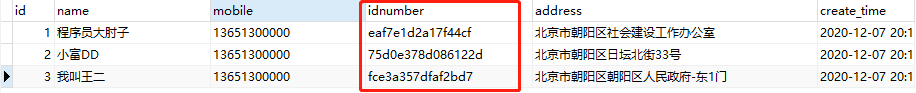 id name mobile idnumber address create_time
1 程序员大肘子 13651300000 eaf7e1d2a17f44cf 北京市朝阳区社会建设工作办公室 2020-12-07 20:1
2 小富DD 13651300000 75d0e378d086122d 北京市朝阳区日坛北街33号 2020-12-07 20:1
3 我叫王二 13651300000 fce3a357dfaf2bd7 北京市朝阳区朝阳区人民政府-东1门 2020-12-07 20:1